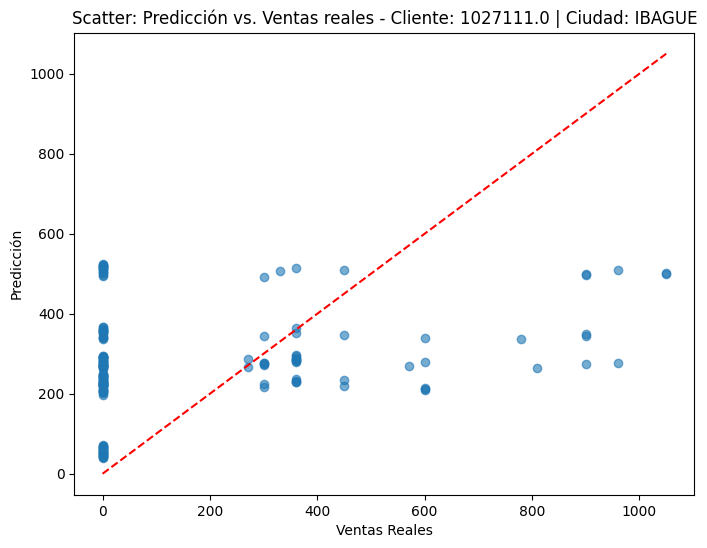 Scatter: Predicción vs. Ventas reales - Cliente: 1027111.0 | Ciudad: IBAGUE
1000
800
600
400
200
0
Predicción
0 200 400 600 800 1000
Ventas Reales